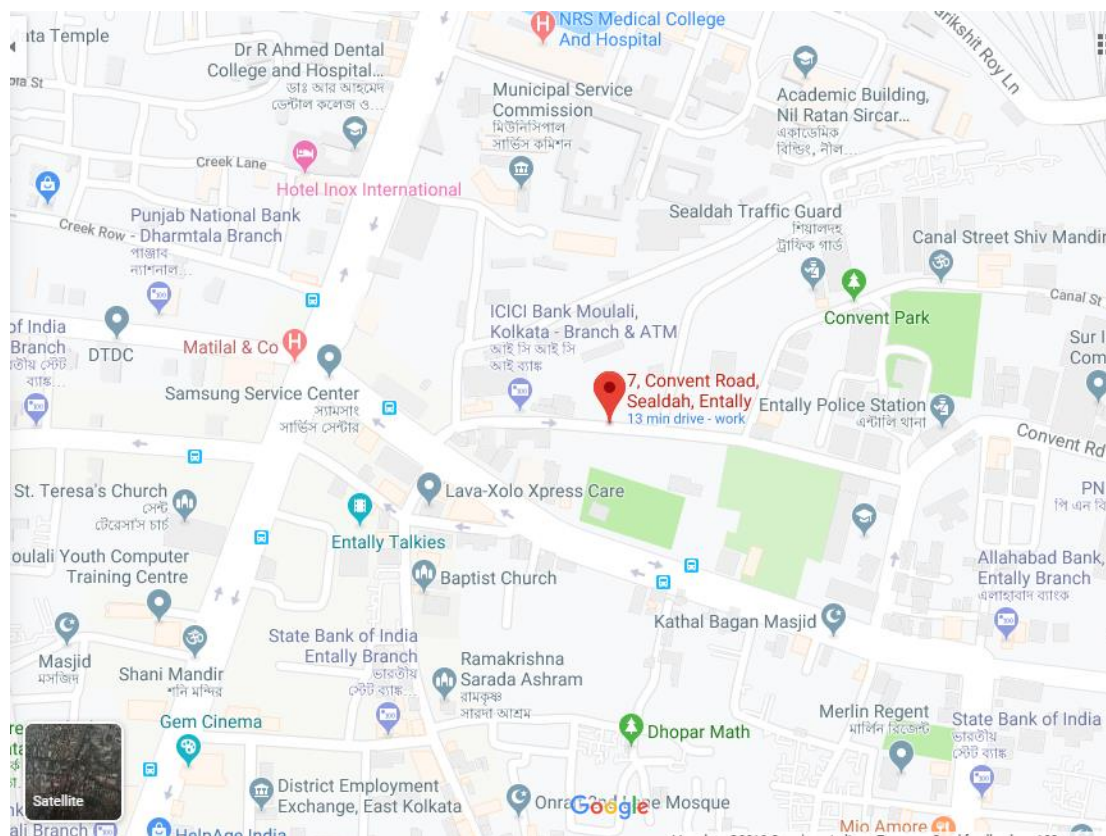 NRS Medical College
And Hospital
Temple
Dr R Ahmed Dental
College and Hospital...
ডাঃ আর আহমেদ
ডেন্টাল কলেজ ও...
Municipal Service
Commission
মিউনিসিপাল
সার্ভিস কমিশন
Academic Building,
Nil Ratan Sircar...
একাডেমিক
বিল্ডিং, নীল....
Roy Ln
Creek Lane
Hotel Inox International
Punjab National Bank
- Dharmtala Branch
পাঞ্জাব
ন্যাশনাল...
Creek Row
Sealdah Traffic Guard
শিয়ালদহ
ট্রাফিক গার্ড
Canal Street Shiv Mandir
Convent Park
Canal St
of India
Branch
স্টেট
ব্যাঙ্ক...
DTDC
Matilal & Co
ICICI Bank Moulali,
Kolkata - Branch & ATM
আই সি আই সি
আই ব্যাঙ্ক
Samsung Service Center
স্যামসাং
সার্ভিস সেন্টার
7, Convent Road,
Sealdah, Entally
13 min drive - work
Entally Police Station
এন্টালি থানা
Convent Rd
St. Teresa's Church
সেন্ট
টেরেসা'স চার্চ
Lava-Xolo Xpress Care
Entally Talkies
PN
পি এন বি
oulali Youth Computer
Training Centre
Baptist Church
Allahabad Bank,
Entally Branch
এলাহাবাদ ব্যাংক
Kathal Bagan Masjid
Masjid
মসজিদ
Shani Mandir
শনি মন্দির
State Bank of India
Entally Branch
ভারতীয়
স্টেট ব্যাঙ্ক...
Ramakrishna
Sarada Ashram
রামকৃষ্ণ
সারদা আশ্রম
Gem Cinema
Dhopar Math
Merlin Regent
মার্লিন রিজেন্ট
State Bank of India
ভারতীয়
স্টেট ব্যাঙ্ক...
Satellite
District Employment
Exchange, East Kolkata
Lane Mosque
Google
HelpAge India
Mio Amore